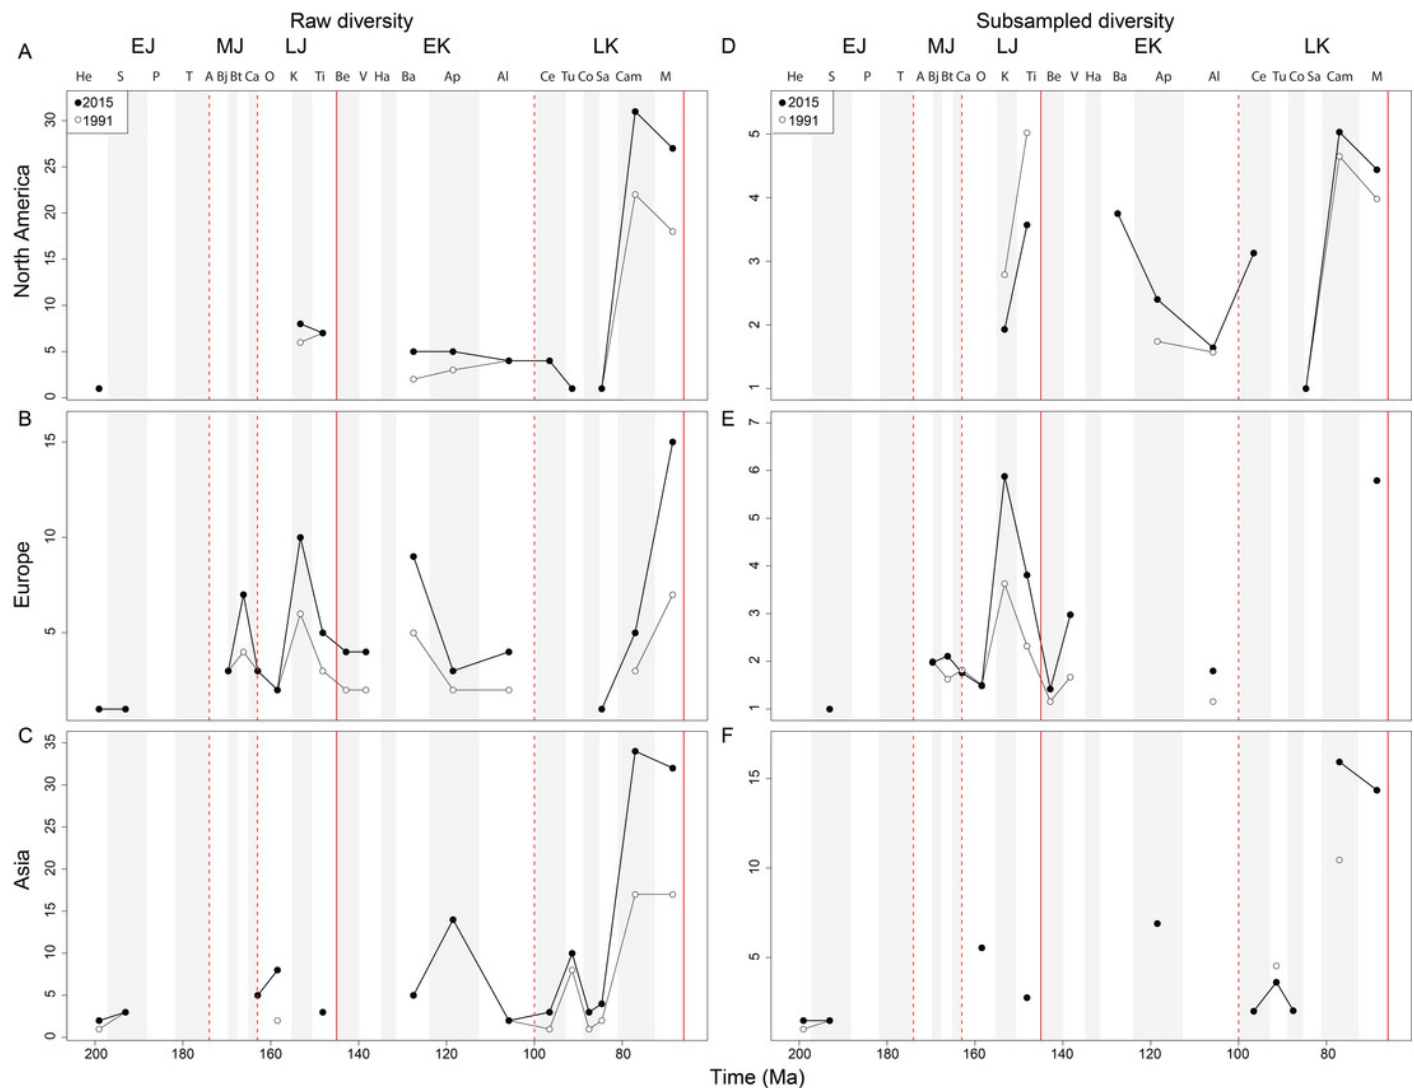 Raw diversity
Subsampled diversity
A EJ MJ LJ EK LK
D EJ MJ LJ EK LK
He S P T A Bj Bt Ca O K Ti Be V Ha Ba Ap Al Ce Tu Co Sa Cam M
He S P T A Bj Bt Ca O K Ti Be V Ha Ba Ap Al Ce Tu Co Sa Cam M
2015
1991
North America
0 5 10 15 20 25 30
2015
1991
1 2 3 4 5
B
Europe
5 10 15
E
1 2 3 4 5 6 7
C
Asia
0 5 10 15 20 25 30 35
F
5 10 15
200 180 160 140 120 100 80
200 180 160 140 120 100 80
Time (Ma)